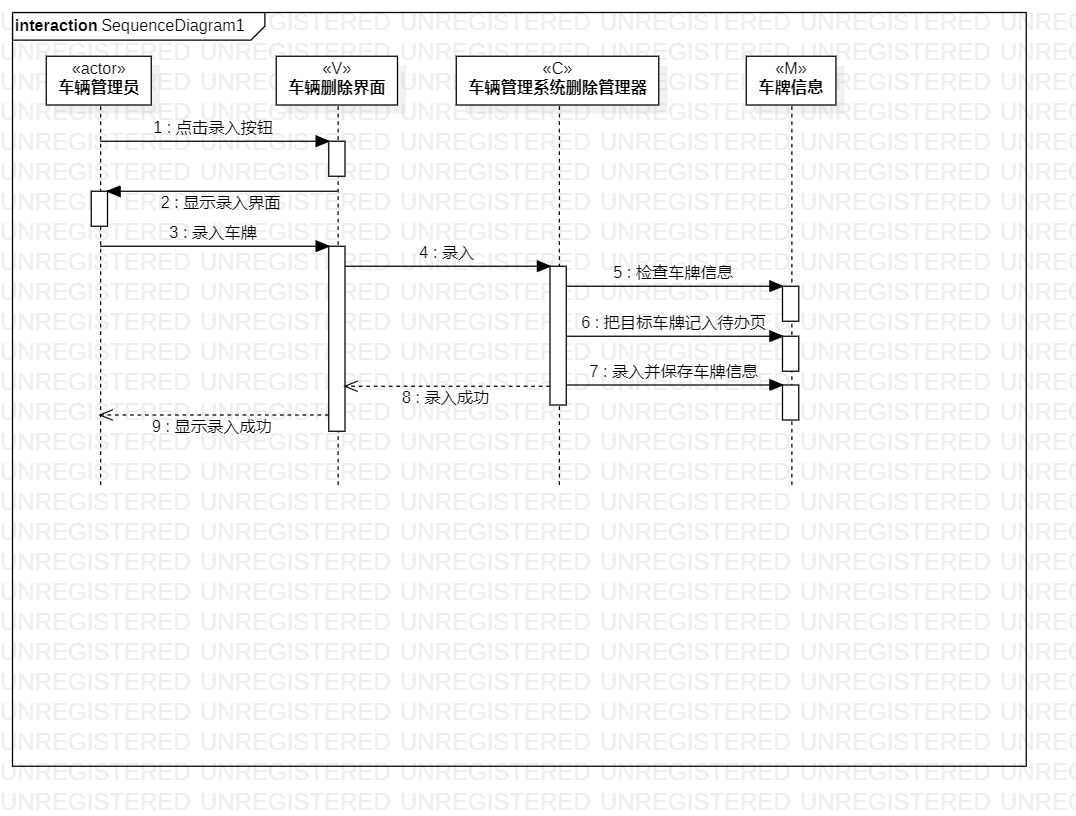 interaction SequenceDiagram1
«actor»
车辆管理员
«V»
车辆删除界面
«C»
车辆管理系统删除管理器
«M»
车牌信息
1 : 点击录入按钮
2 : 显示录入界面
3 : 录入车牌
4 : 录入
5 : 检查车牌信息
6 : 把目标车牌记入待办页
7 : 录入并保存车牌信息
8 : 录入成功
9 : 显示录入成功
UNREGISTERED UNREGISTERED UNREGISTERED UNREGISTERED UNREGISTERED